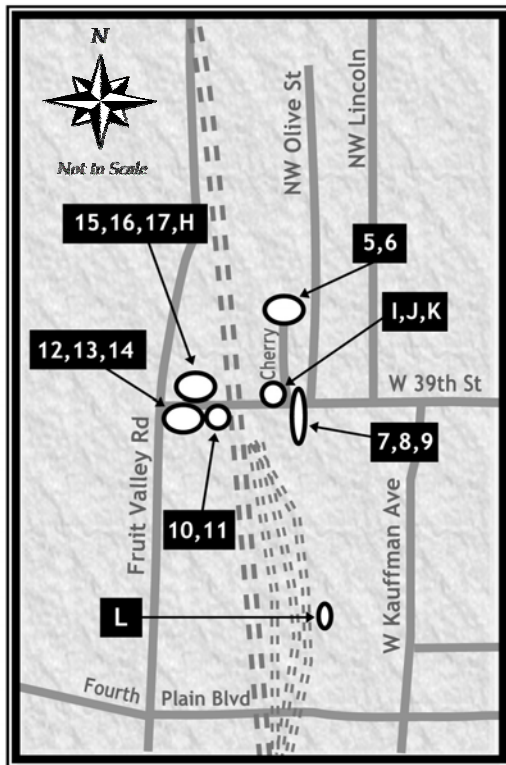 N
Not to Scale
NW Olive St
NW Lincoln
15,16,17,H
5,6
I,J,K
12,13,14
Cherry
W 39th St
7,8,9
Fruit Valley Rd
10,11
W Kauffman Ave
L
Fourth Plain Blvd